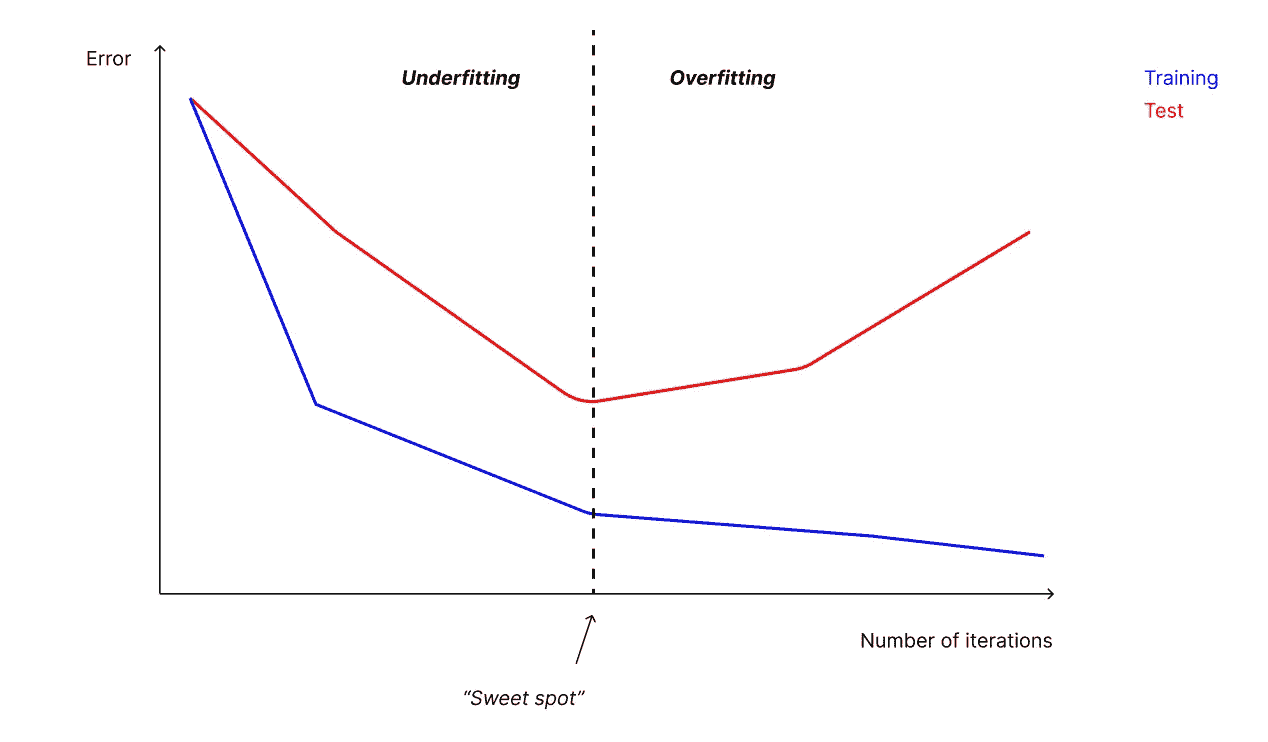 Error
Underfitting
Overfitting
Training
Test
Number of iterations
“Sweet spot”